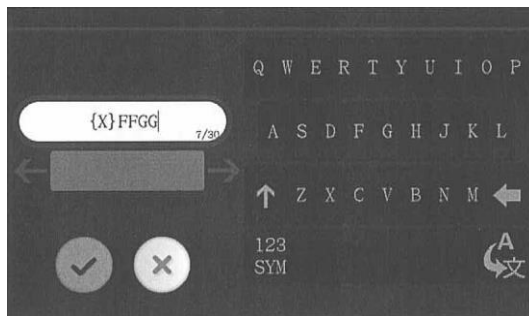 {X}FFGG
7/30
Q W E R T Y U I O P
A S D F G H J K L
Z X C V B N M
123
SYM
A
文